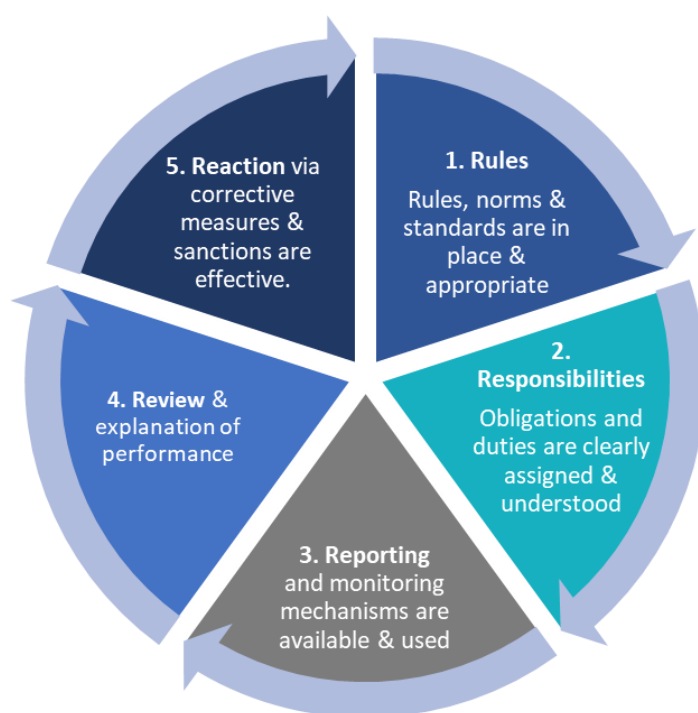 1. Rules
Rules, norms &
standards are in
place &
appropriate
2.
Responsibilities
Obligations and
duties are clearly
assigned &
understood
3. Reporting
and monitoring
mechanisms are
available & used
4. Review &
explanation of
performance
5. Reaction via
corrective
measures &
sanctions are
effective.